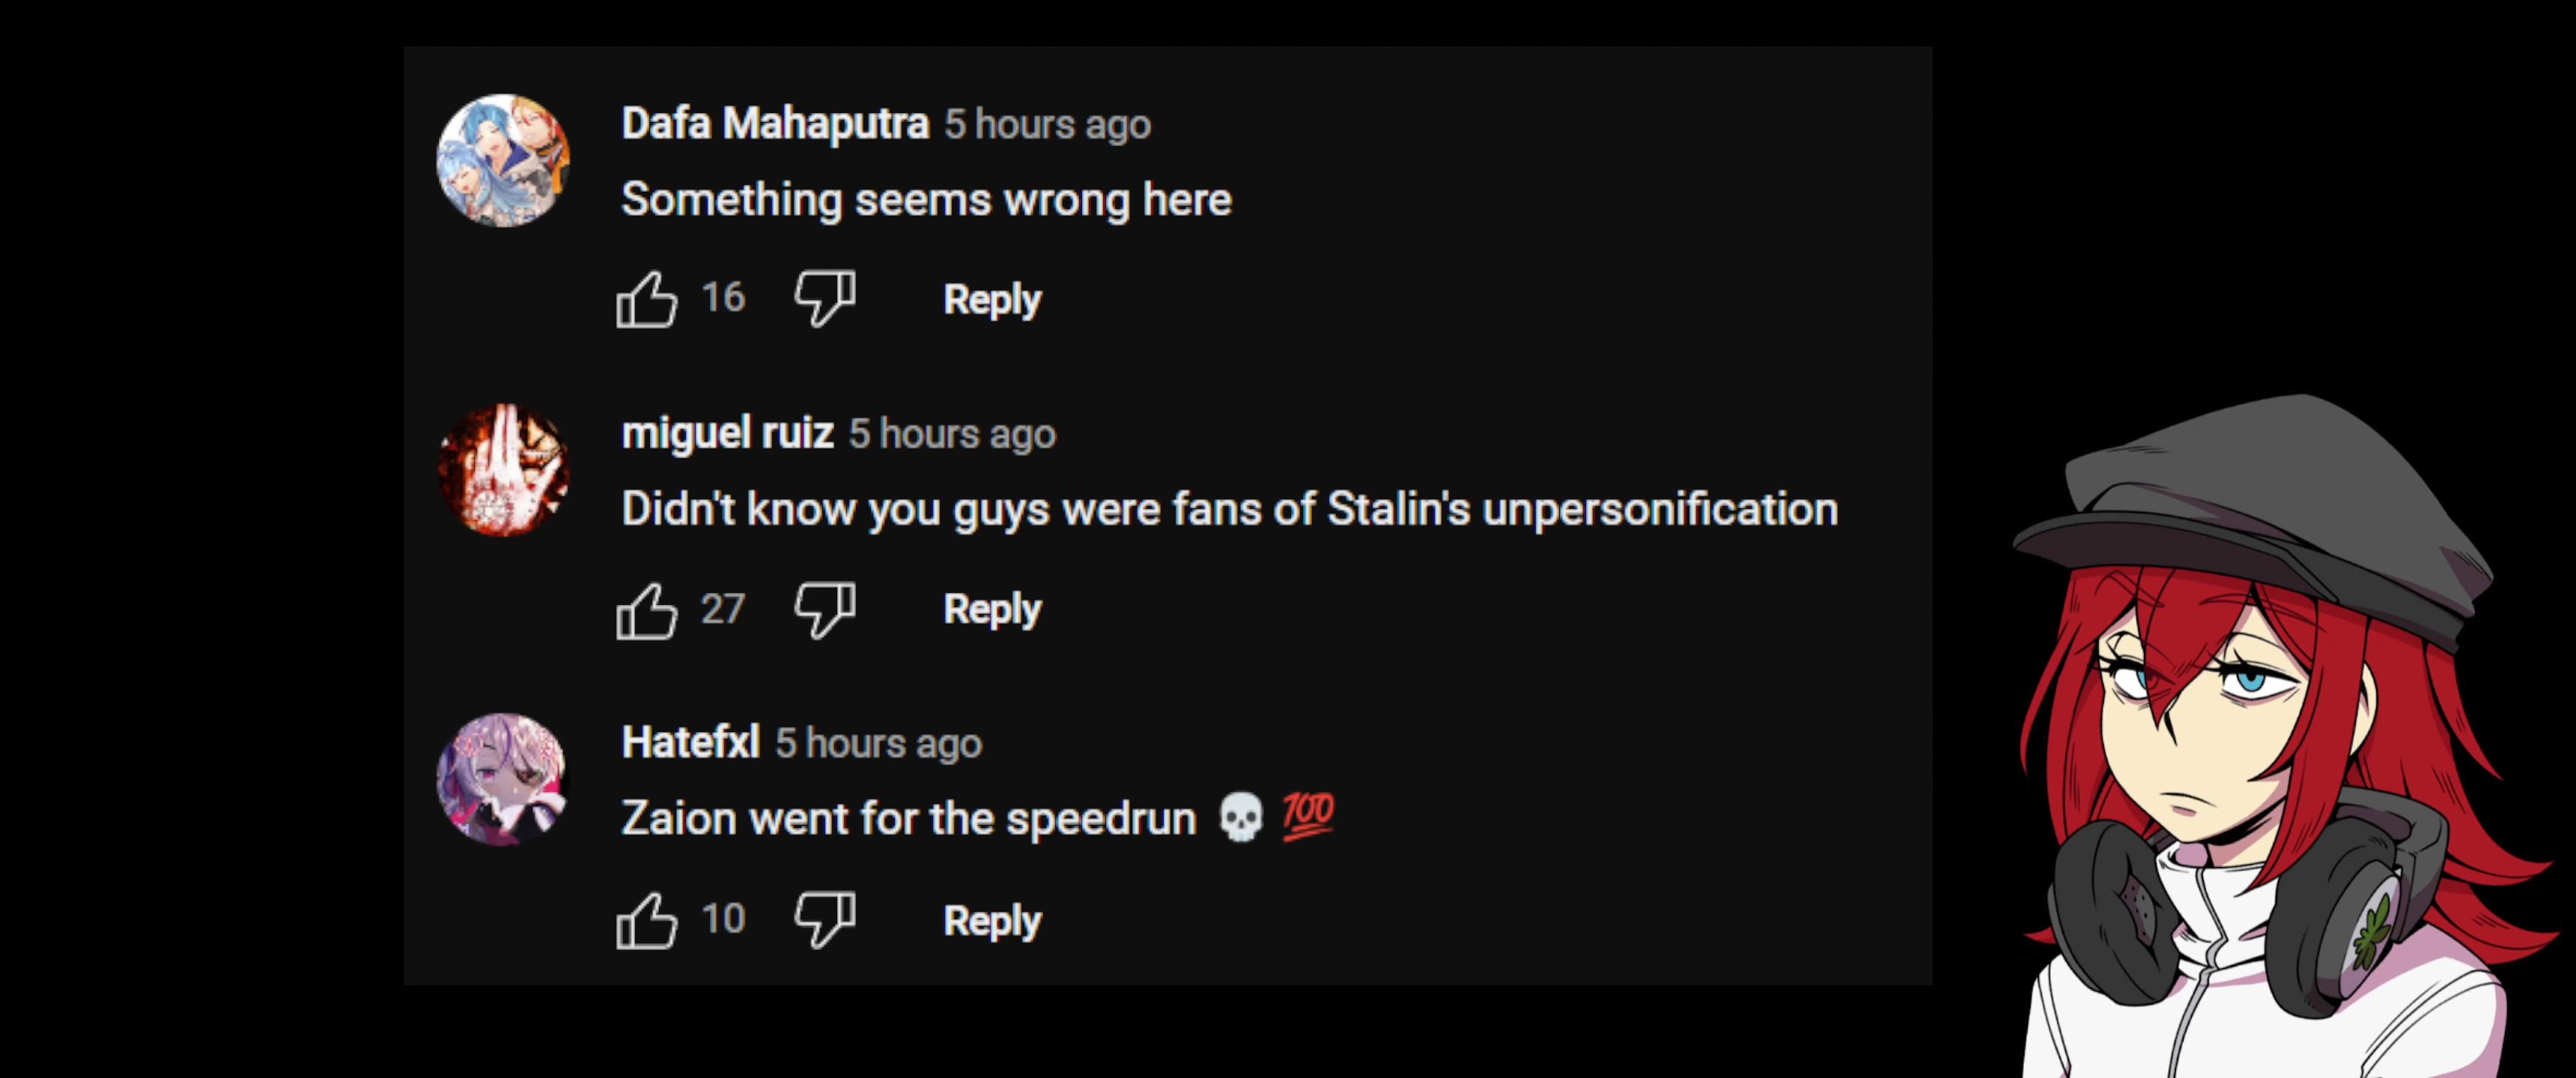 Dafa Mahaputra 5 hours ago
Something seems wrong here
16 Reply
miguel ruiz 5 hours ago
Didn't know you guys were fans of Stalin's unpersonification
27 Reply
Hatefxl 5 hours ago
Zaion went for the speedrun 💀 💯
10 Reply